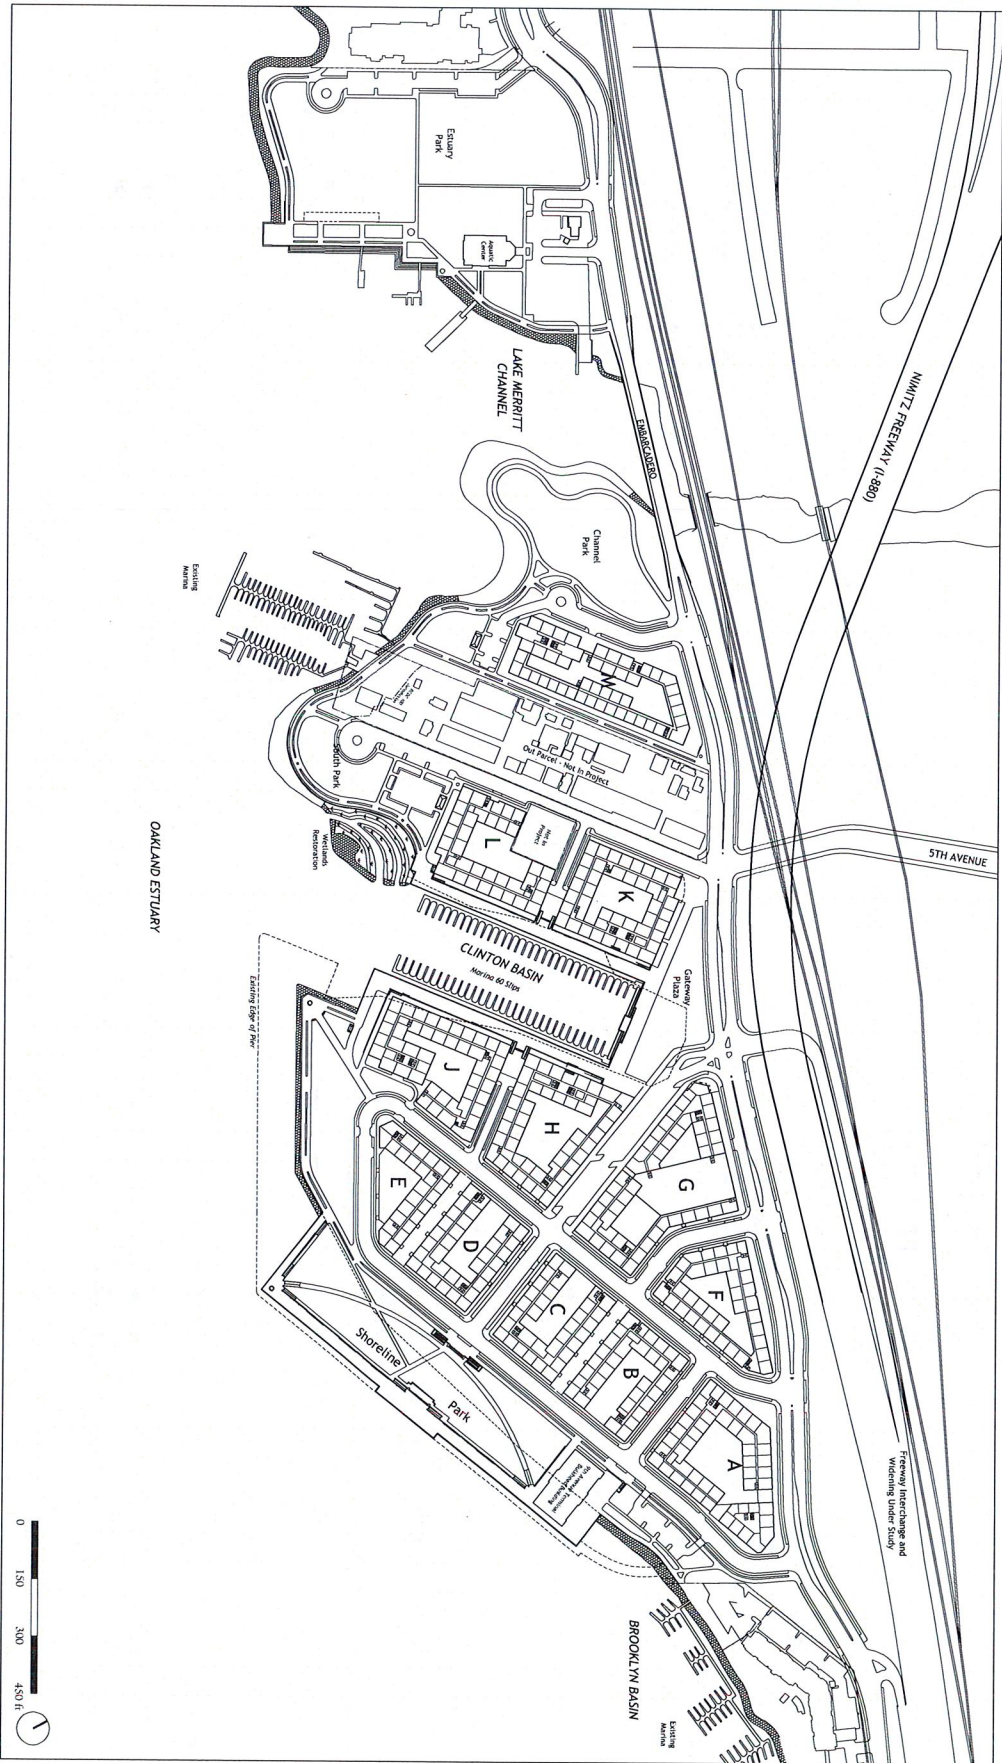 Estuary
Park
Aquatic
Center
LAKE MERRITT
CHANNEL
EMBARCADERO
NIMITZ FREEWAY (I-880)
Channel
Park
Existing
Marina
M
South Park
Out Parcel - Not In Project
Wetlands
Restoration
L
Not in
Project
K
5TH AVENUE
OAKLAND ESTUARY
CLINTON BASIN
Marina 60 Slips
Gateway
Plaza
Existing Edge of Pier
J
H
G
E
D
F
C
B
A
Shoreline
Park
9th Avenue Terminal
Freeway Interchange and
Widening Under Study
BROOKLYN BASIN
Existing
Marina
0
150
300
450 ft